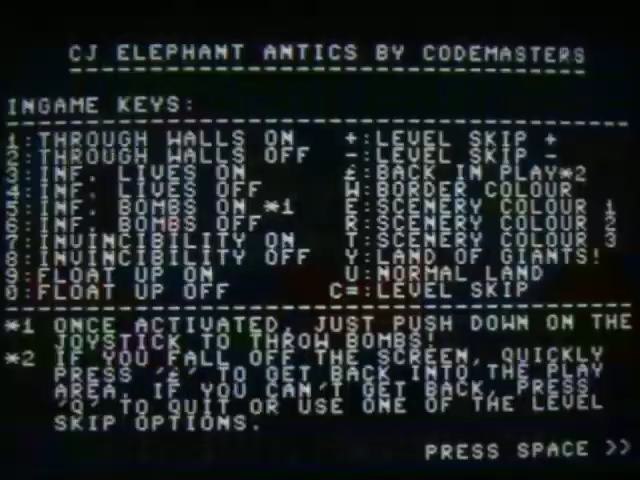 CJ ELEPHANT ANTICS BY CODEMASTERS
INGAME KEYS:
1::THROUGH WALLS ON +::LEVEL SKIP +
2::THROUGH WALLS OFF -::LEVEL SKIP -
3::INF. LIVES ON £::BACK IN PLAY*2
4::INF. LIVES OFF W::BORDER COLOUR
5::INF. BOMBS ON *1 E::SCENERY COLOUR 1
6::INF. BOMBS OFF R::SCENERY COLOUR 2
7::INVINCIBILITY ON T::SCENERY COLOUR 3
8::INVINCIBILITY OFF Y::LAND OF GIANTS!
9::FLOAT UP ON U::NORMAL LAND
0::FLOAT UP OFF C=::LEVEL SKIP
*1 ONCE ACTIVATED, JUST PUSH DOWN ON THE
JOYSTICK TO THROW BOMBS!
*2 IF YOU FALL OFF THE SCREEN, QUICKLY
PRESS '£' TO GET BACK INTO THE PLAY
AREA. IF YOU CAN'T GET BACK, PRESS
'Q' TO QUIT OR USE ONE OF THE LEVEL
SKIP OPTIONS.
PRESS SPACE >>